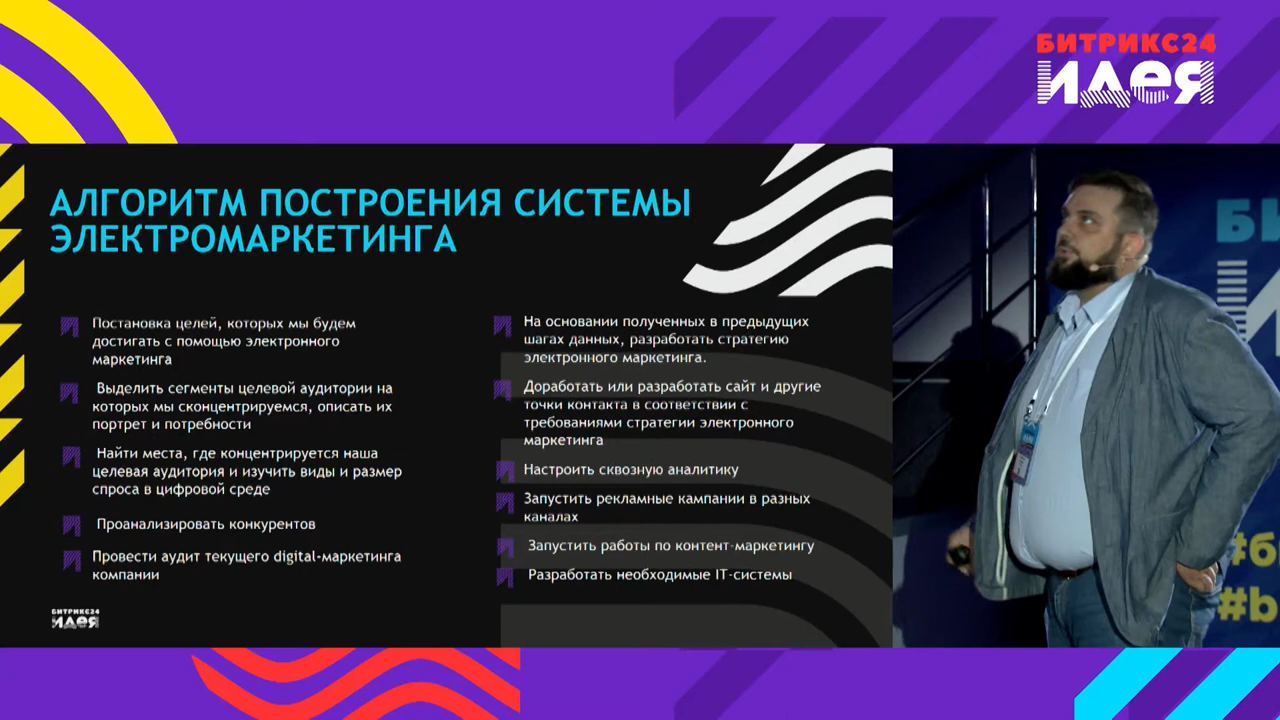 БИТРИКС24
идея
АЛГОРИТМ ПОСТРОЕНИЯ СИСТЕМЫ
ЭЛЕКТРОМАРКЕТИНГА
Постановка целей, которых мы будем
достигать с помощью электронного
маркетинга
Выделить сегменты целевой аудитории на
которых мы сконцентрируемся, описать их
портрет и потребности
Найти места, где концентрируется наша
целевая аудитория и изучить виды и размер
спроса в цифровой среде
Проанализировать конкурентов
Провести аудит текущего digital-маркетинга
компании
На основании полученных в предыдущих
шагах данных, разработать стратегию
электронного маркетинга.
Доработать или разработать сайт и другие
точки контакта в соответствии с
требованиями стратегии электронного
маркетинга
Настроить сквозную аналитику
Запустить рекламные кампании в разных
каналах
Запустить работы по контент-маркетингу
Разработать необходимые IT-системы
БИТРИКС24
идея
БИ
#б
#b